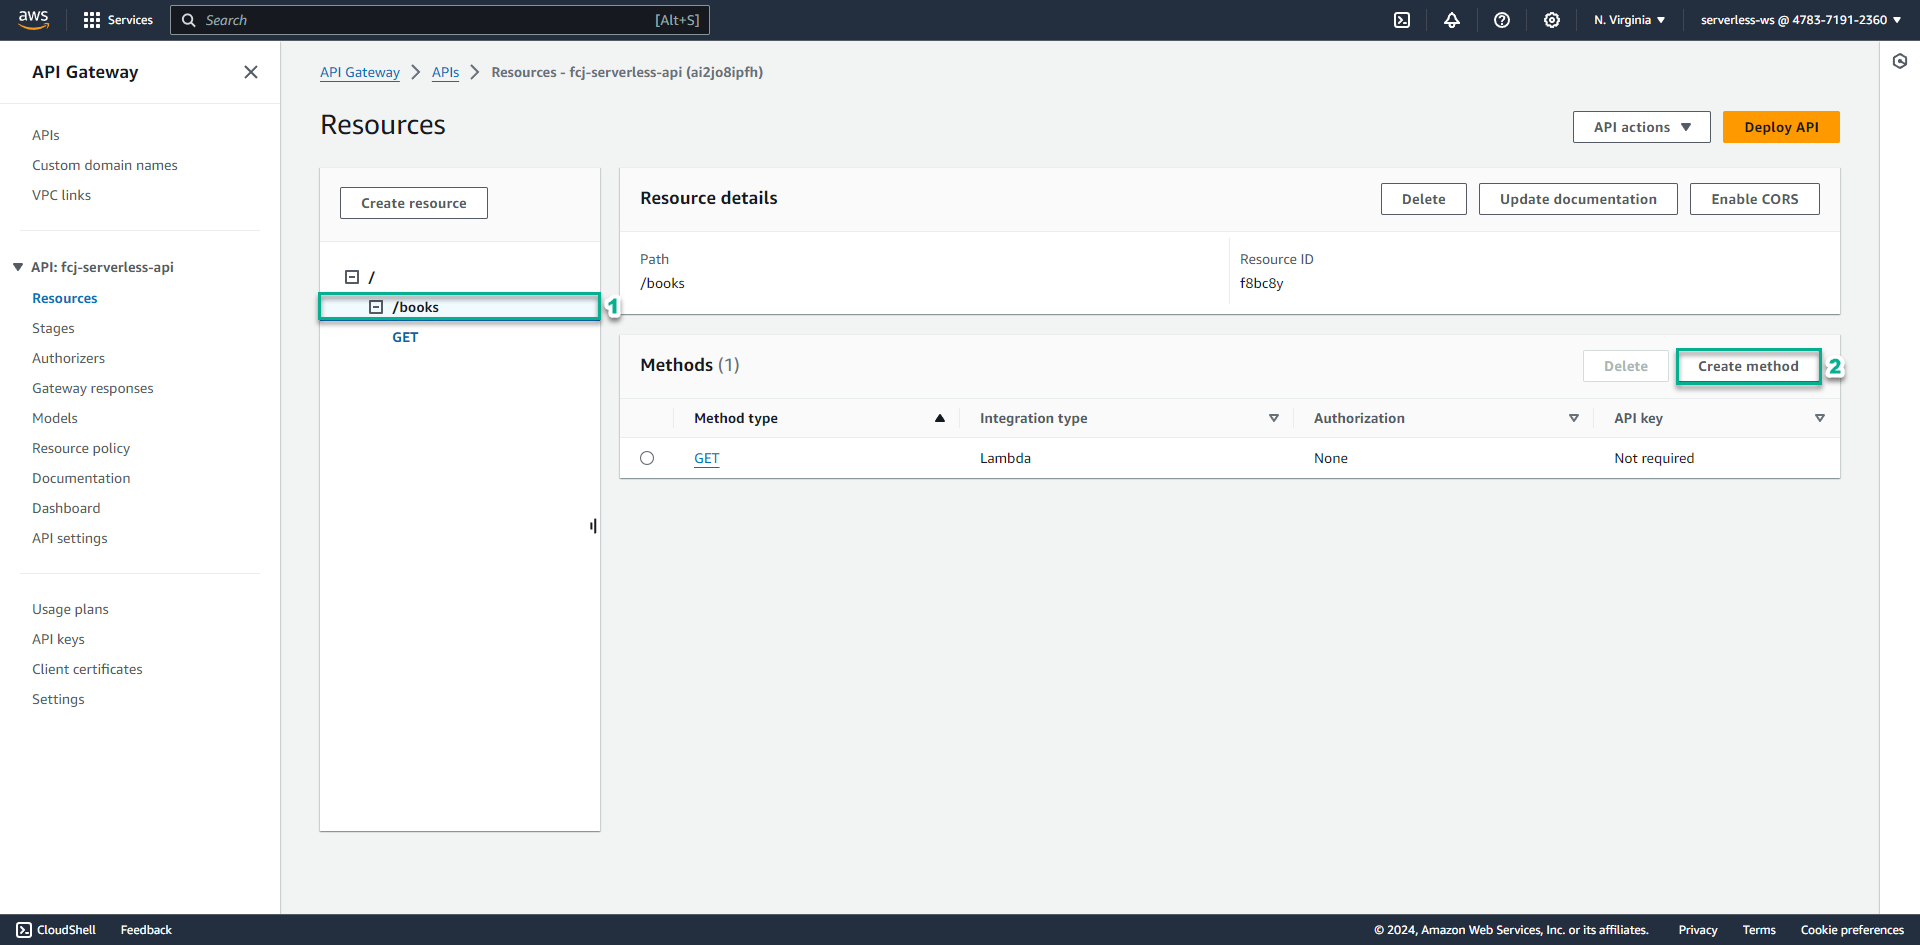 aws
Services
Search
[Alt+S]
N. Virginia
serverless-ws @ 4783-7191-2360
API Gateway
APIs
Custom domain names
VPC links
API: fcj-serverless-api
Resources
Stages
Authorizers
Gateway responses
Models
Resource policy
Documentation
Dashboard
API settings
Usage plans
API keys
Client certificates
Settings
API Gateway
APIs
Resources - fcj-serverless-api (ai2jo8ipfh)
Resources
API actions
Deploy API
Create resource
/
/books
1
GET
Resource details
Delete
Update documentation
Enable CORS
Path
/books
Resource ID
f8bc8y
Methods (1)
Delete
Create method
2
Method type
Integration type
Authorization
API key
GET
Lambda
None
Not required
CloudShell
Feedback
© 2024, Amazon Web Services, Inc. or its affiliates.
Privacy
Terms
Cookie preferences